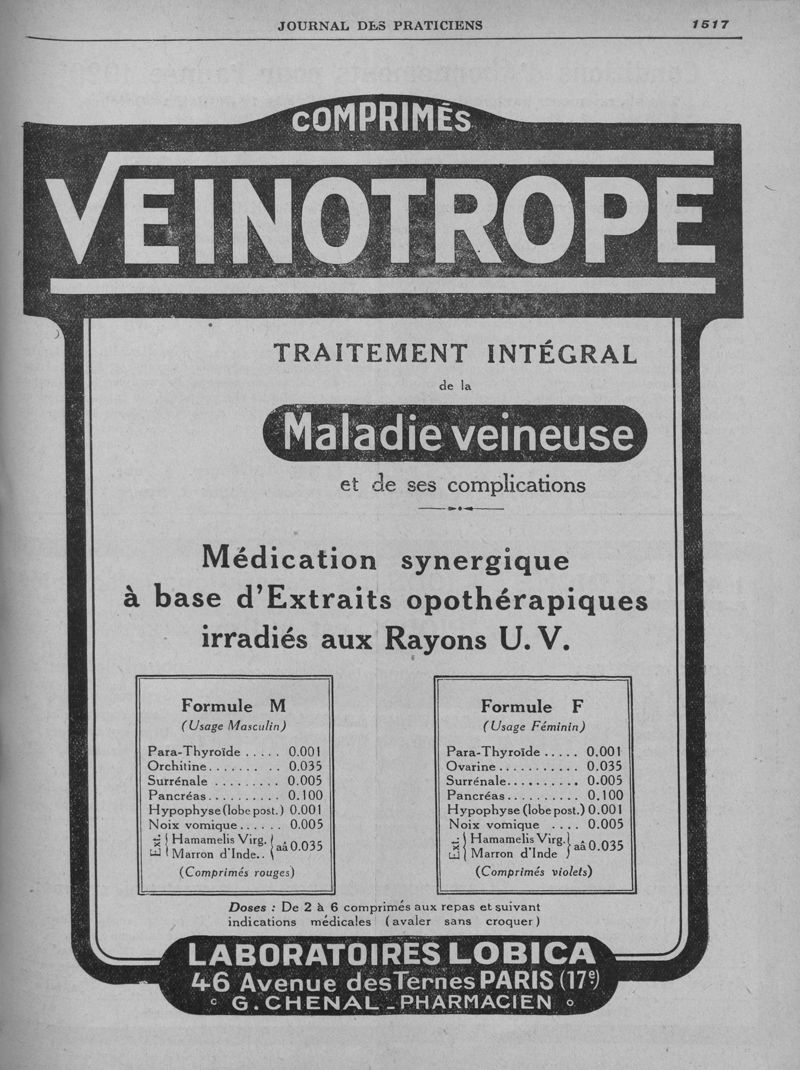 JOURNAL DES PRATICIENS 1517
COMPRIMÉS
VEINOTROPE
TRAITEMENT INTÉGRAL
de la
Maladie veineuse
et de ses complications
Médication synergique
à base d'Extraits opothérapiques
irradiés aux Rayons U. V.
Formule M
(Usage Masculin)
Para-Thyroïde ..... 0.001
Orchitine......... 0.035
Surrénale ......... 0.005
Pancréas.......... 0.100
Hypophyse (lobe post.) 0.001
Noix vomique...... 0.005
Ext. { Hamamelis Virg. } aâ 0.035
Marron d'Inde..
(Comprimés rouges)
Formule F
(Usage Féminin)
Para-Thyroïde ..... 0.001
Ovarine........... 0.035
Surrénale.......... 0.005
Pancréas.......... 0.100
Hypophyse (lobe post.) 0.001
Noix vomique .... 0.005
Ext. { Hamamelis Virg. } aâ 0.035
Marron d'Inde
(Comprimés violets)
Doses : De 2 à 6 comprimés aux repas et suivant
indications médicales (avaler sans croquer)
LABORATOIRES LOBICA
46 Avenue des Ternes PARIS (17e)
G. CHENAL - PHARMACIEN